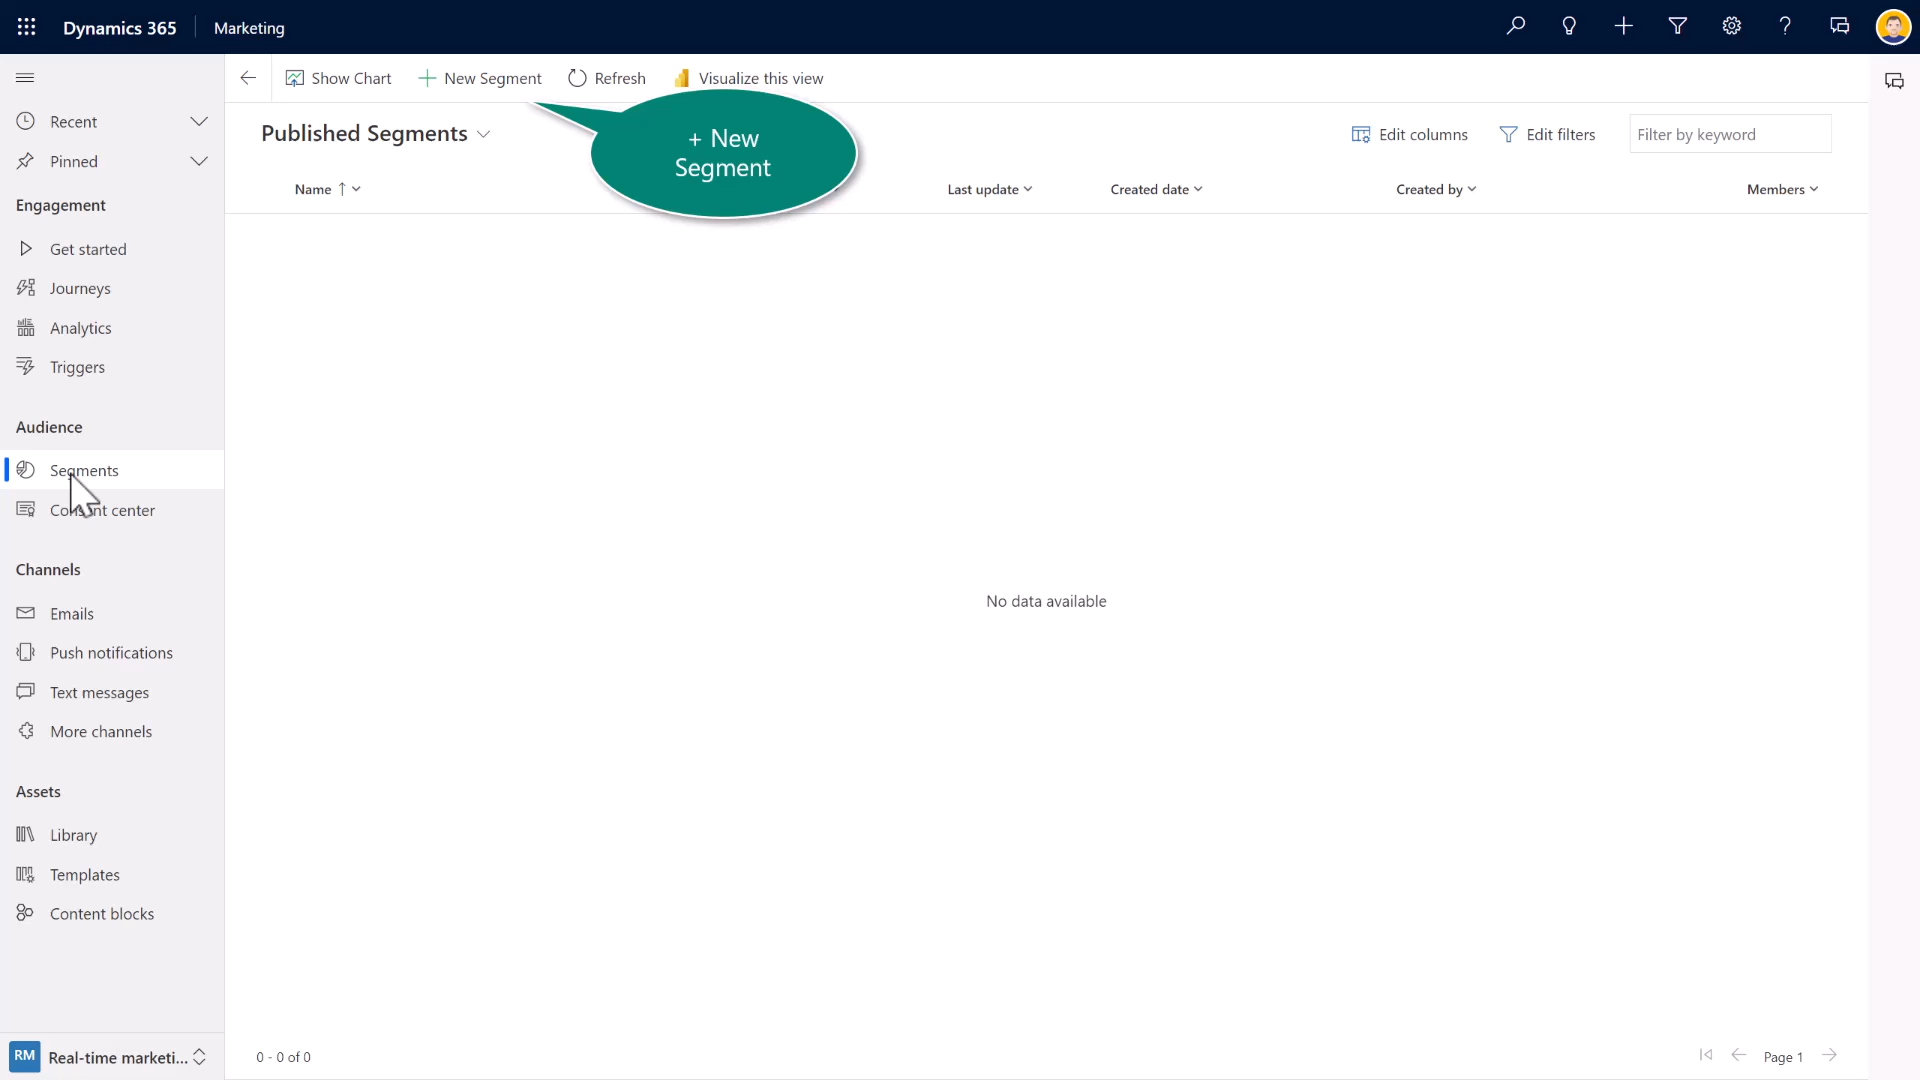 Dynamics 365
Marketing
Show Chart
New Segment
Refresh
Visualize this view
Recent
Pinned
Published Segments
+ New
Segment
Edit columns
Edit filters
Filter by keyword
Name
Last update
Created date
Created by
Members
Engagement
Get started
Journeys
Analytics
Triggers
Audience
Segments
Consent center
Channels
Emails
Push notifications
Text messages
More channels
Assets
Library
Templates
Content blocks
No data available
RM
Real-time marketi...
0 - 0 of 0
Page 1